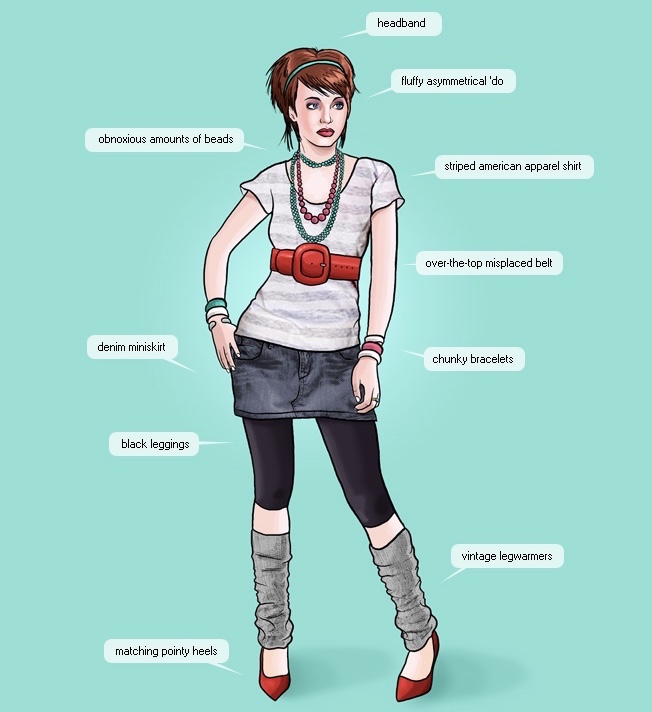 headband
fluffy asymmetrical 'do
obnoxious amounts of beads
striped american apparel shirt
over-the-top misplaced belt
denim miniskirt
chunky bracelets
black leggings
vintage legwarmers
matching pointy heels